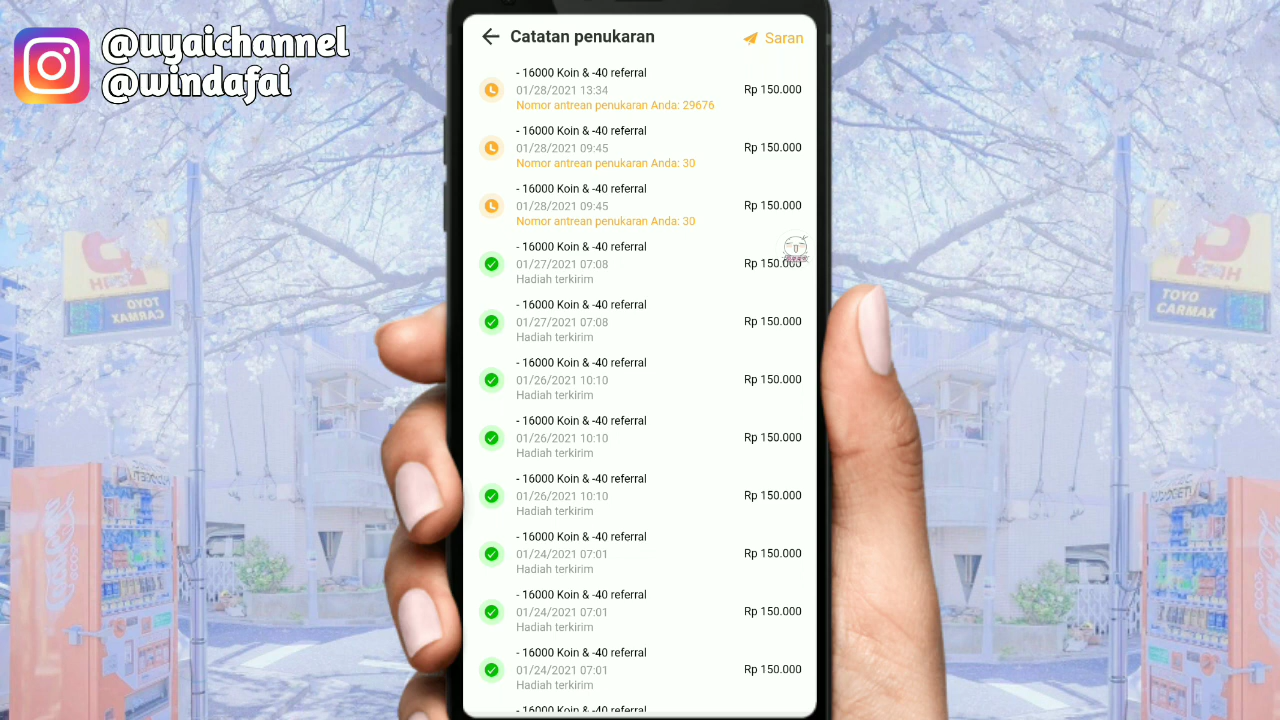 @uyaichannel
@windafai
Catatan penukaran
Saran
- 16000 Koin & -40 referral
01/28/2021 13:34
Rp 150.000
Nomor antrean penukaran Anda: 29676
- 16000 Koin & -40 referral
01/28/2021 09:45
Rp 150.000
Nomor antrean penukaran Anda: 30
- 16000 Koin & -40 referral
01/28/2021 09:45
Rp 150.000
Nomor antrean penukaran Anda: 30
- 16000 Koin & -40 referral
01/27/2021 07:08
Rp 150.000
Hadiah terkirim
- 16000 Koin & -40 referral
01/27/2021 07:08
Rp 150.000
Hadiah terkirim
- 16000 Koin & -40 referral
01/26/2021 10:10
Rp 150.000
Hadiah terkirim
- 16000 Koin & -40 referral
01/26/2021 10:10
Rp 150.000
Hadiah terkirim
- 16000 Koin & -40 referral
01/26/2021 10:10
Rp 150.000
Hadiah terkirim
- 16000 Koin & -40 referral
01/24/2021 07:01
Rp 150.000
Hadiah terkirim
- 16000 Koin & -40 referral
01/24/2021 07:01
Rp 150.000
Hadiah terkirim
- 16000 Koin & -40 referral
01/24/2021 07:01
Rp 150.000
Hadiah terkirim
- 16000 Koin & -40 referral
TOYO
CARMAX
TOYO
CARMAX
Coca-Cola
Coca-Cola